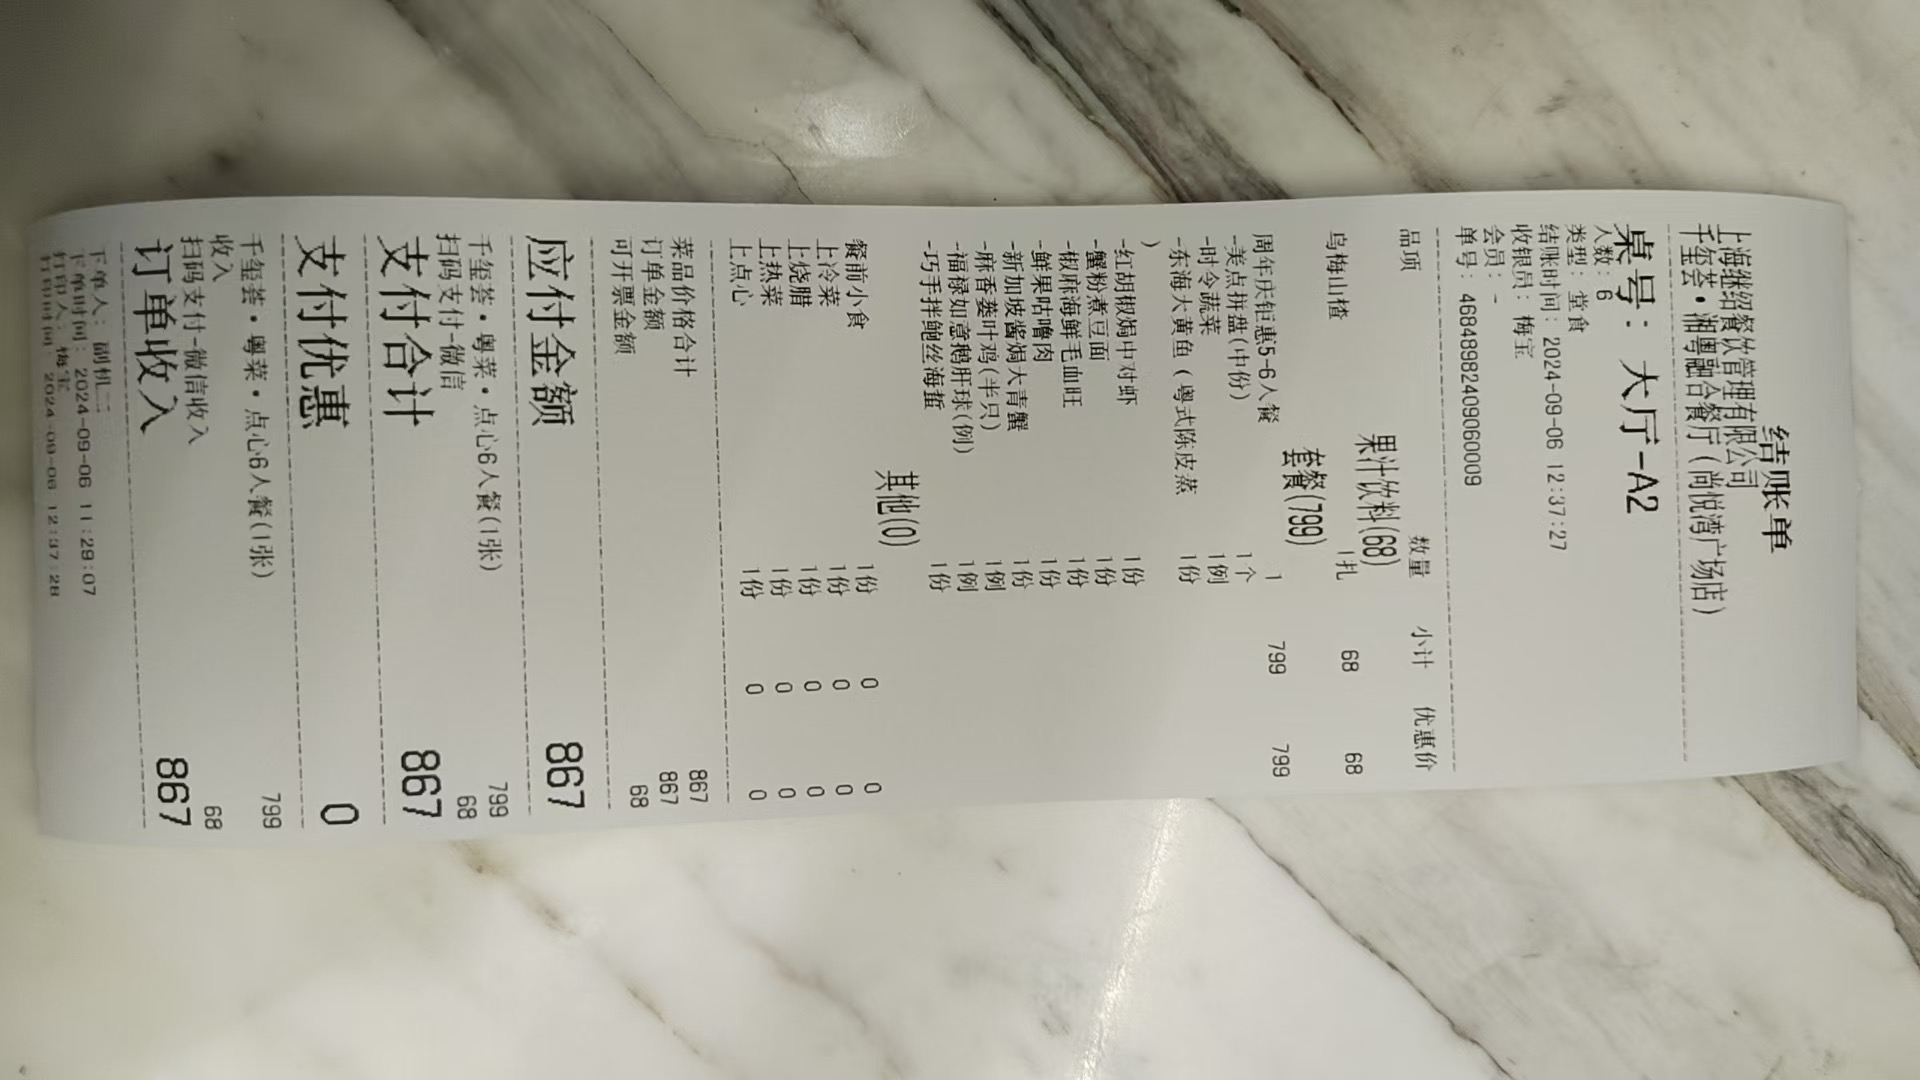 结账单
上海继绍餐饮管理有限公司
千玺荟·湘粤融合餐厅(尚悦湾广场店)
桌号: 大厅-A2
人数: 6
类型: 堂食
结账时间: 2024-09-06 12:37:27
收银员: 梅宝
会员: -
单号: 46848982409060009
品项 数量 小计 优惠价
果汁饮料(68)
乌梅山楂 1扎 68 68
套餐(799)
周年庆钜惠5-6人餐 1 799 799
-美点拼盘(中份) 1个
-时令蔬菜 1例
-东海大黄鱼(粤式陈皮蒸 1份
)
-红胡椒焗中对虾 1份
-蟹粉煮豆面 1份
-椒麻海鲜毛血旺 1份
-鲜果咕噜肉 1份
-新加坡酱焗大青蟹 1份
-麻香蒌叶鸡(半只) 1例
-福禄如意鹅肝球(例) 1例
-巧手拌鲍丝海蜇 1份
其他(0)
餐前小食 1份 0 0
上冷菜 1份 0 0
上烧腊 1份 0 0
上热菜 1份 0 0
上点心 1份 0 0
菜品价格合计 867
订单金额 867
可开票金额 68
应付金额 867
千玺荟·粤菜·点心6人餐(1张) 799
扫码支付-微信 68
支付合计 867
支付优惠 0
千玺荟·粤菜·点心6人餐(1张) 799
收入
扫码支付-微信收入 68
订单收入 867
下单人: 副机二
下单时间: 2024-09-06 11:29:07
打印人: 梅宝
打印时间: 2024-09-06 12:37:28